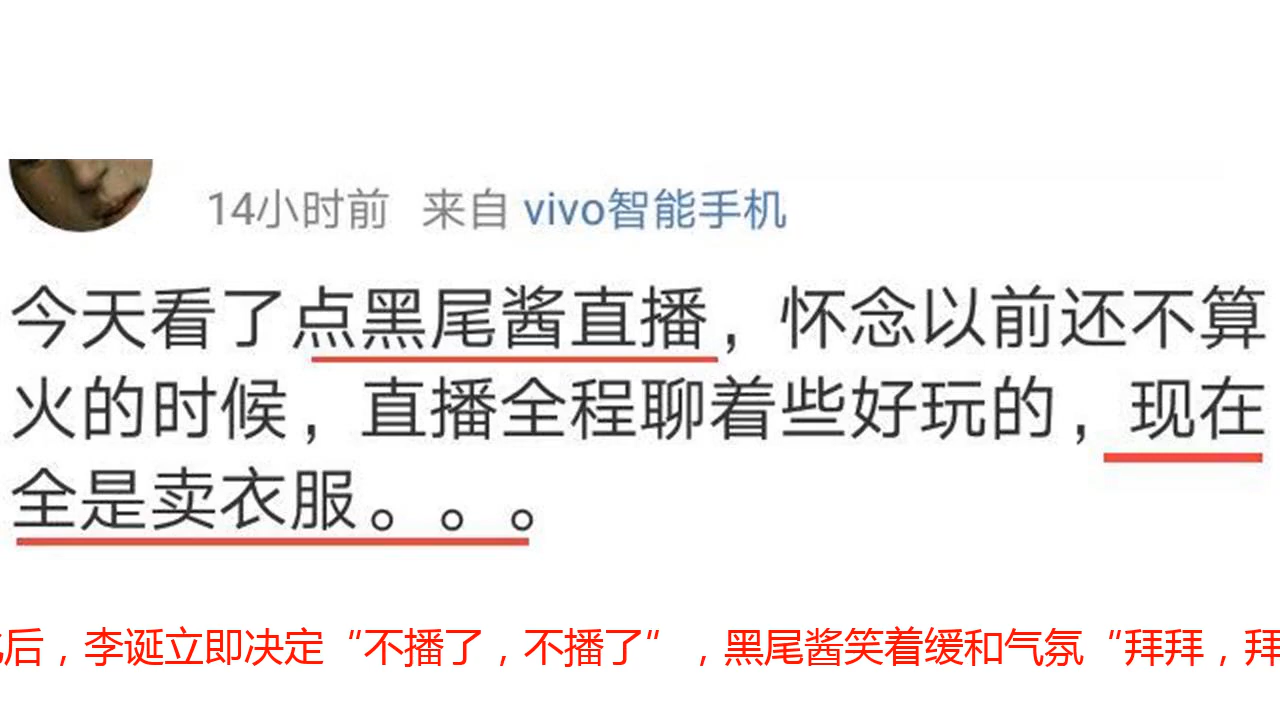 14小时前 来自 vivo智能手机
今天看了点黑尾酱直播，怀念以前还不算
火的时候，直播全程聊着些好玩的，现在
全是卖衣服。。。
后，李诞立即决定“不播了，不播了”，黑尾酱笑着缓和气氛“拜拜，拜